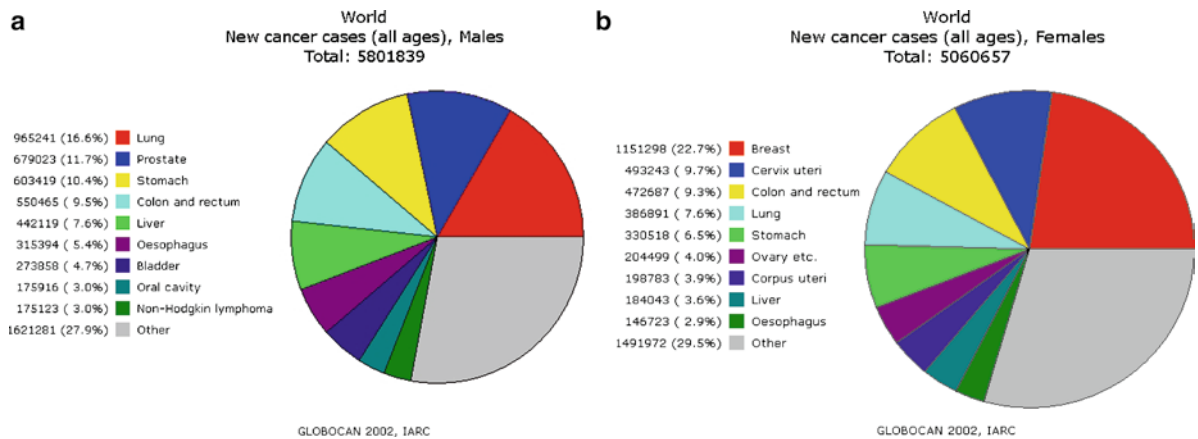 a
World
New cancer cases (all ages), Males
Total: 5801839
965241 (16.6%) Lung
679023 (11.7%) Prostate
603419 (10.4%) Stomach
550465 ( 9.5%) Colon and rectum
442119 ( 7.6%) Liver
315394 ( 5.4%) Oesophagus
273858 ( 4.7%) Bladder
175916 ( 3.0%) Oral cavity
175123 ( 3.0%) Non-Hodgkin lymphoma
1621281 (27.9%) Other
GLOBOCAN 2002, IARC
b
World
New cancer cases (all ages), Females
Total: 5060657
1151298 (22.7%) Breast
493243 ( 9.7%) Cervix uteri
472687 ( 9.3%) Colon and rectum
386891 ( 7.6%) Lung
330518 ( 6.5%) Stomach
204499 ( 4.0%) Ovary etc.
198783 ( 3.9%) Corpus uteri
184043 ( 3.6%) Liver
146723 ( 2.9%) Oesophagus
1491972 (29.5%) Other
GLOBOCAN 2002, IARC